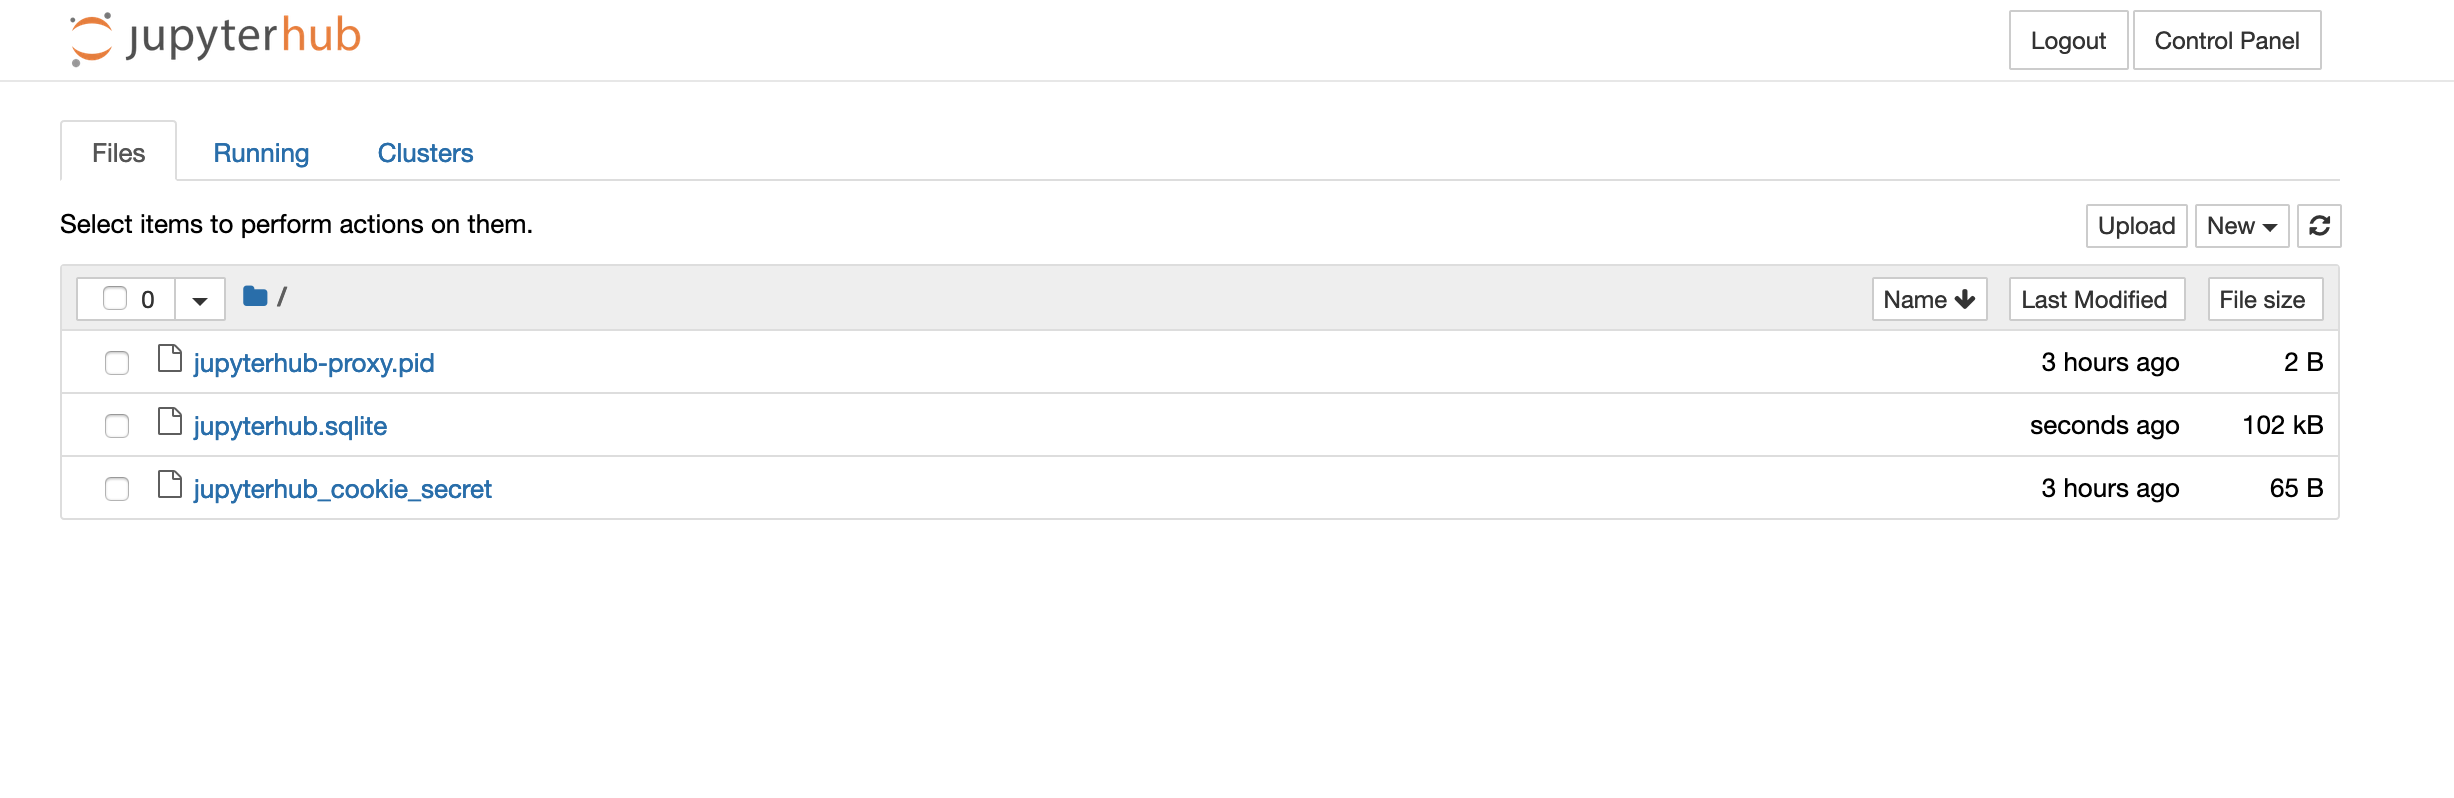 jupyterhub
Logout
Control Panel
Files
Running
Clusters
Select items to perform actions on them.
Upload
New
0
/
Name
Last Modified
File size
jupyterhub-proxy.pid
3 hours ago
2 B
jupyterhub.sqlite
seconds ago
102 kB
jupyterhub_cookie_secret
3 hours ago
65 B